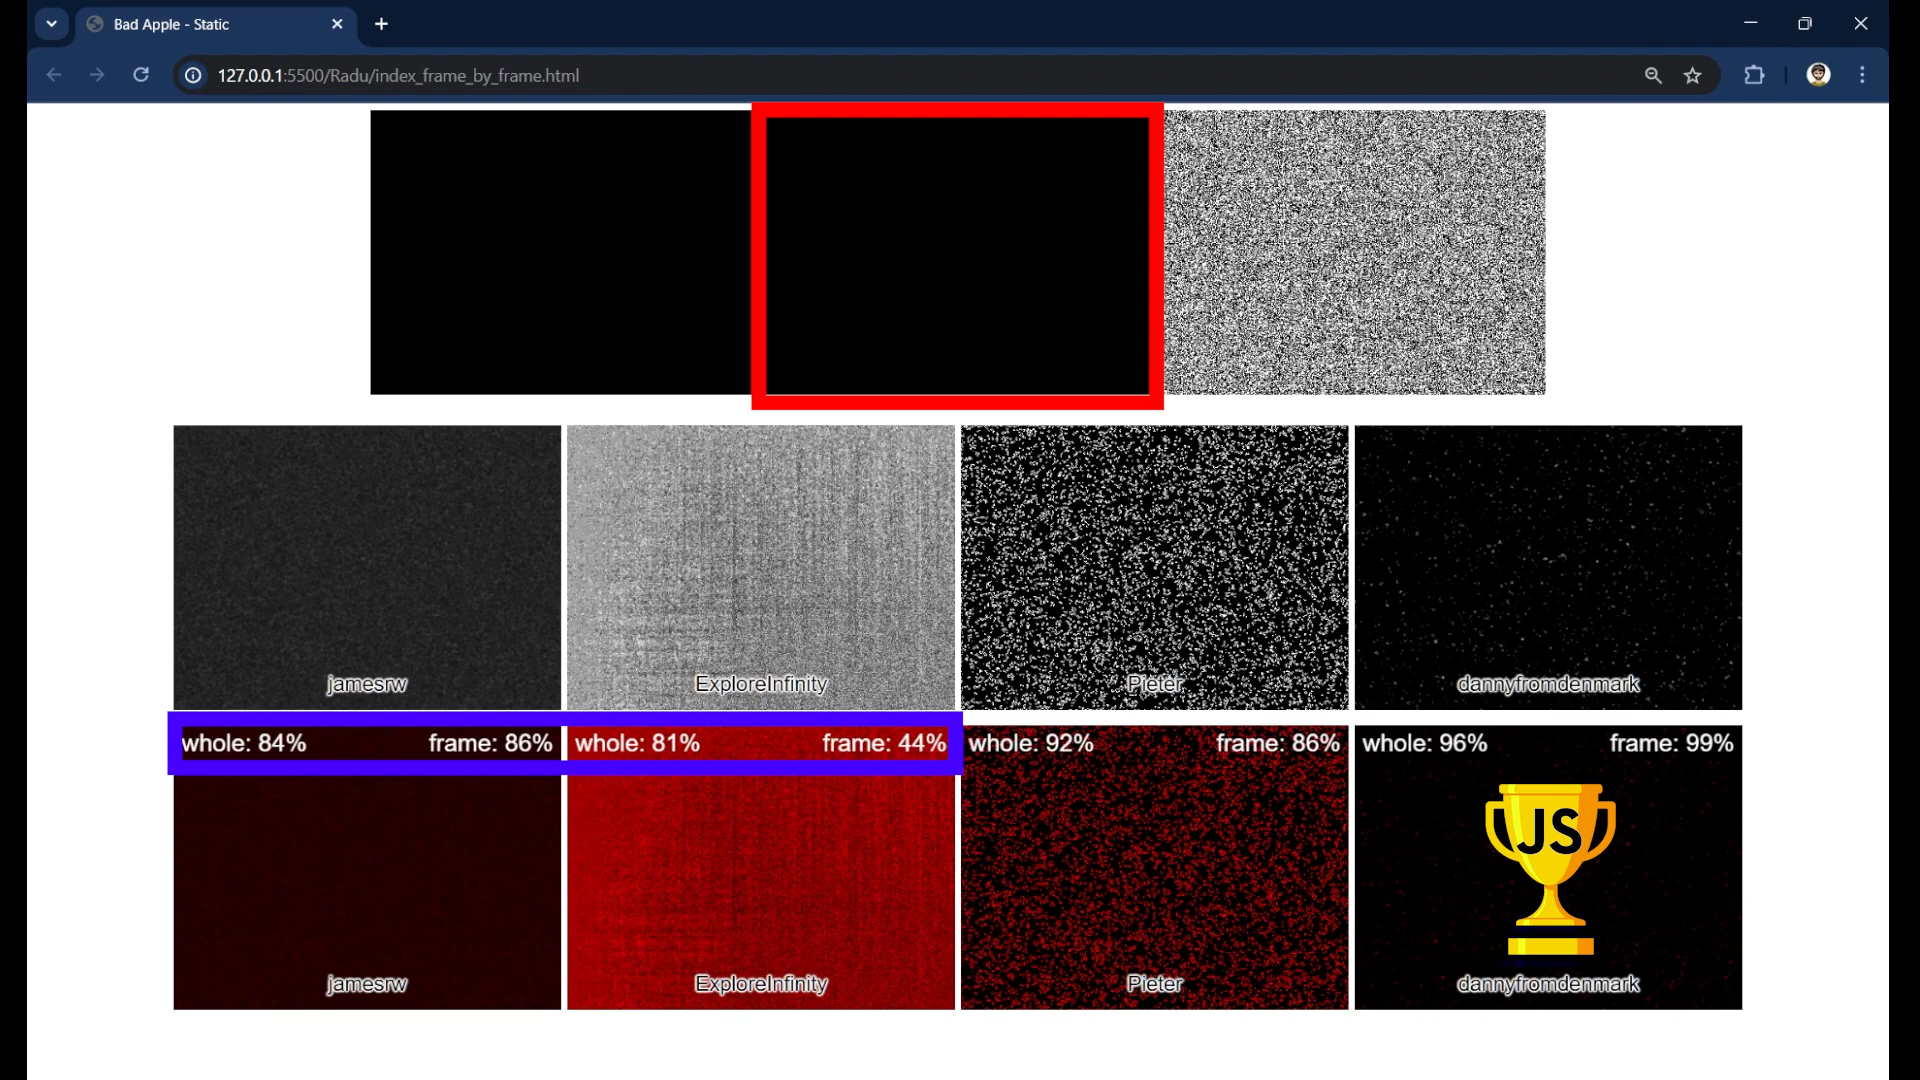 Bad Apple - Static
127.0.0.1:5500/Radu/index_frame_by_frame.html
jamesrw
ExploreInfinity
Pieter
dannyfromdenmark
whole: 84% frame: 86%
whole: 81% frame: 44%
whole: 92% frame: 86%
whole: 96% frame: 99%
JS
jamesrw
ExploreInfinity
Pieter
dannyfromdenmark